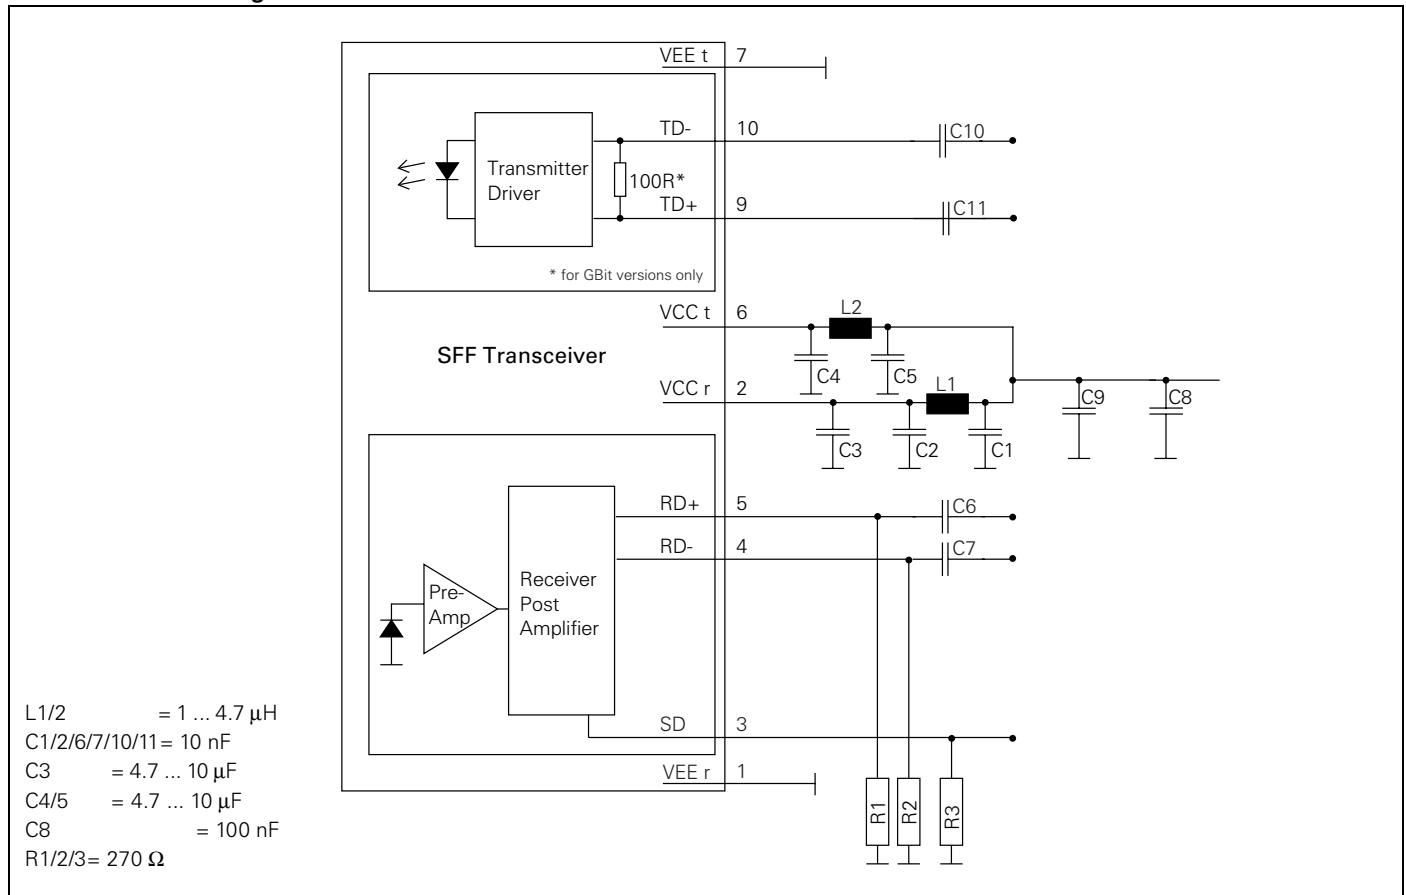 VEE t 7
TD- 10 C10
Transmitter
Driver
100R*
TD+ 9 C11
* for GBit versions only
VCC t 6 L2
SFF Transceiver
C4 C5
VCC r 2 L1 C9 C8
C3 C2 C1
RD+ 5 C6
RD- 4 C7
Pre-
Amp
Receiver
Post
Amplifier
SD 3
VEE r 1
R1 R2 R3
L1/2 = 1 ... 4.7 µH
C1/2/6/7/10/11= 10 nF
C3 = 4.7 ... 10 µF
C4/5 = 4.7 ... 10 µF
C8 = 100 nF
R1/2/3= 270 Ω